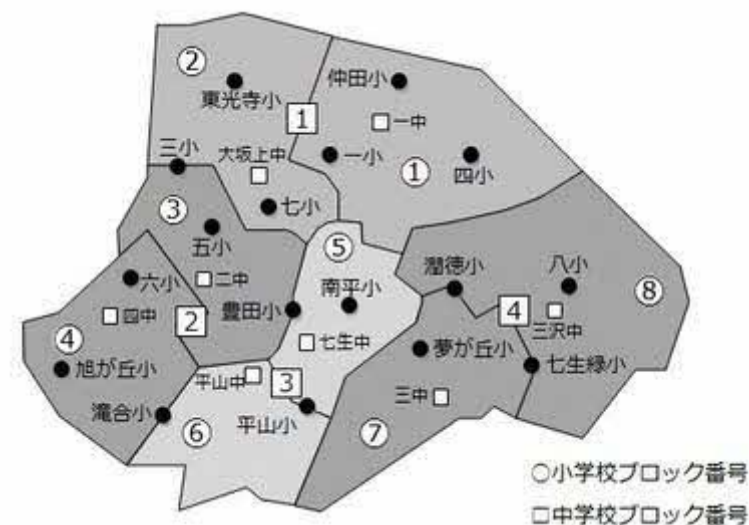 ②
仲田小
東光寺小
1
一中
三小
大坂上中
一小
①
四小
③
七小
五小
⑤
潤徳小
八小
⑧
六小
二中
南平小
四中
2
豊田小
4
三沢中
④
七生中
夢が丘小
七生緑小
旭が丘小
平山中
3
三中
滝合小
⑥
平山小
⑦
○小学校ブロック番号
□中学校ブロック番号